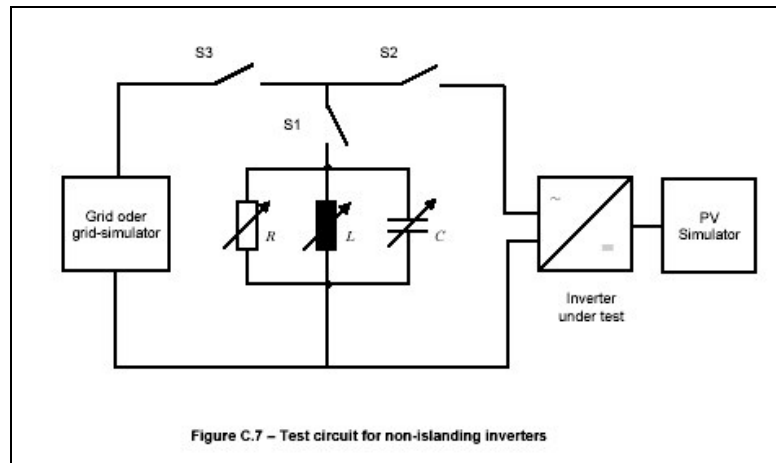 S3
S2
S1
Grid oder
grid-simulator
R
L
C
~
=
PV
Simulator
Inverter
under test
Figure C.7 – Test circuit for non-islanding inverters